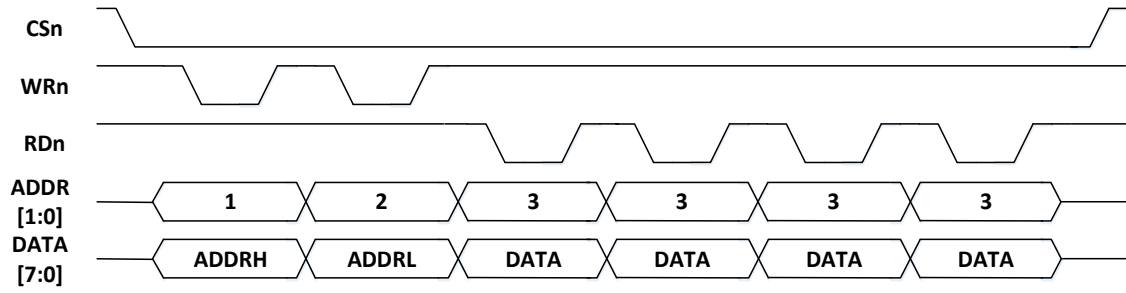 CSn
WRn
RDn
ADDR
[1:0]
1 2 3 3 3 3
DATA
[7:0]
ADDRH ADDRL DATA DATA DATA DATA